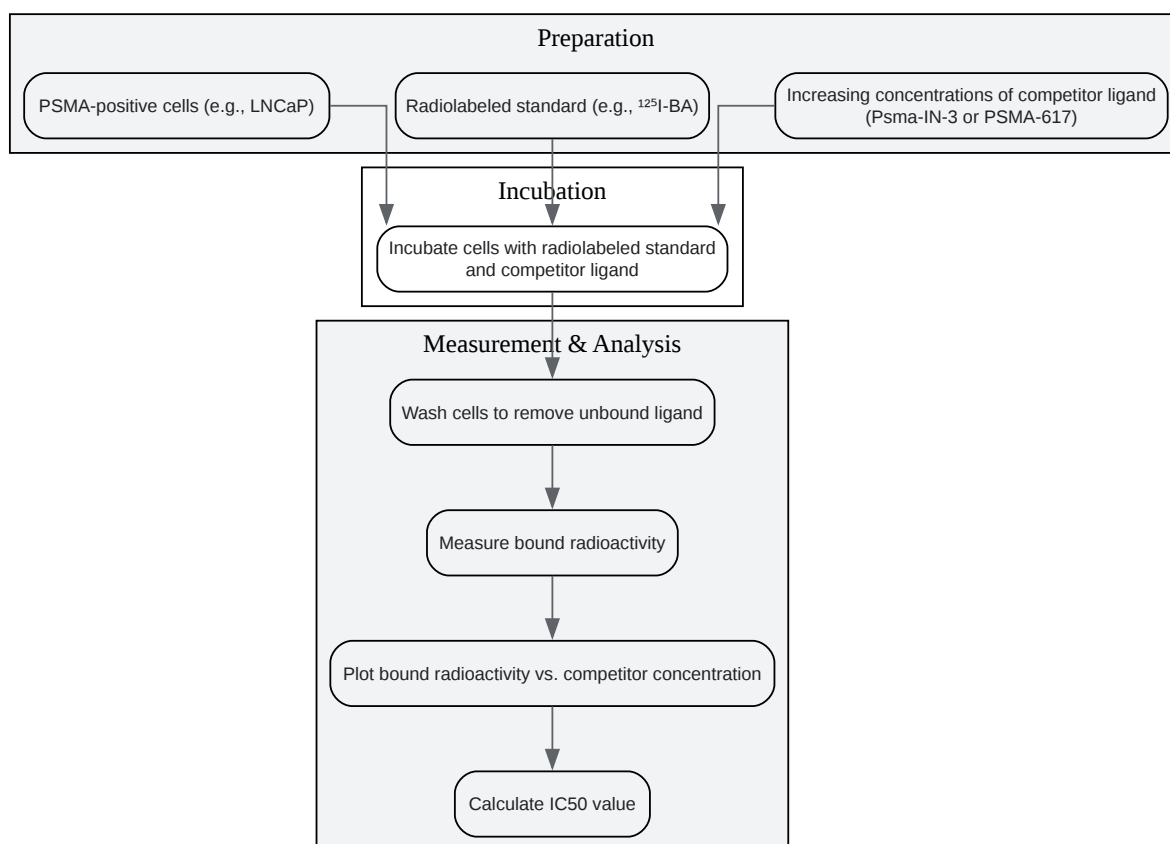 Preparation
PSMA-positive cells (e.g., LNCaP)
Radiolabeled standard (e.g., ¹²⁵I-BA)
Increasing concentrations of competitor ligand
(Psma-IN-3 or PSMA-617)
Incubation
Incubate cells with radiolabeled standard
and competitor ligand
Measurement & Analysis
Wash cells to remove unbound ligand
Measure bound radioactivity
Plot bound radioactivity vs. competitor concentration
Calculate IC50 value